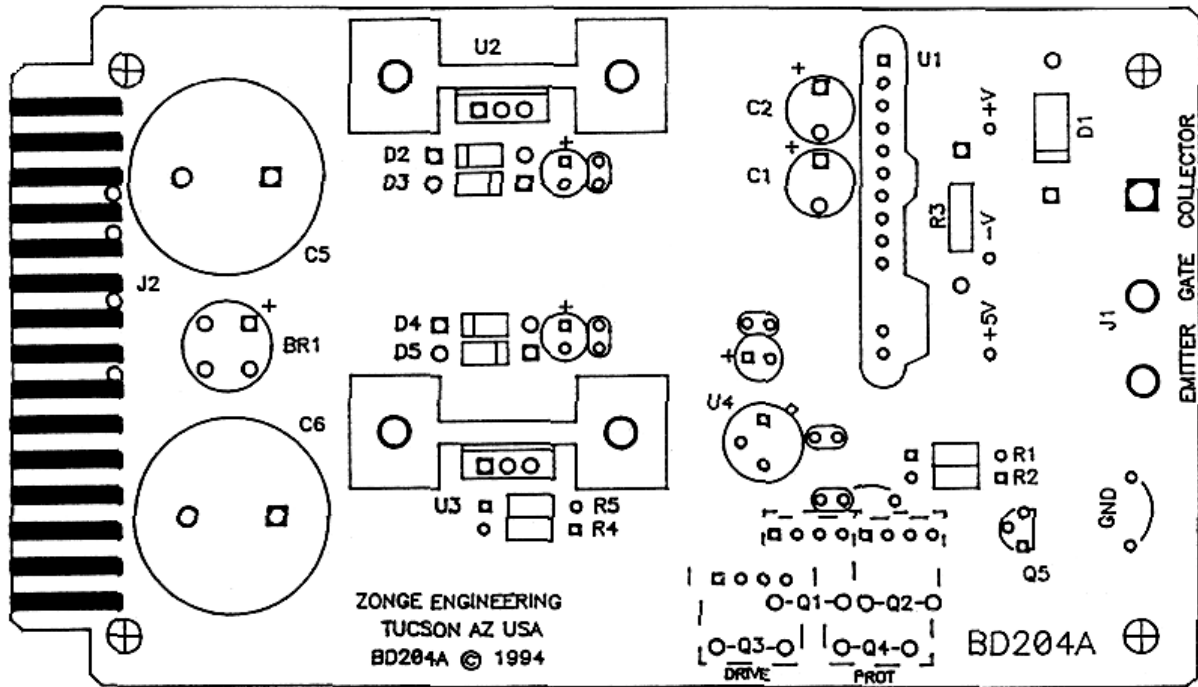 U2
U1
+
C2
+V
D1
+
D2
D3
+
C1
R3
-V
COLLECTOR
GATE
EMITTER
C5
J2
+
BR1
D4
D5
+
+
+5V
J1
C6
U4
R1
R2
U3
R5
R4
GND
Q5
ZONGE ENGINEERING
TUCSON AZ USA
BD204A © 1994
Q1
Q2
Q3
Q4
DRIVE
PROT
BD204A